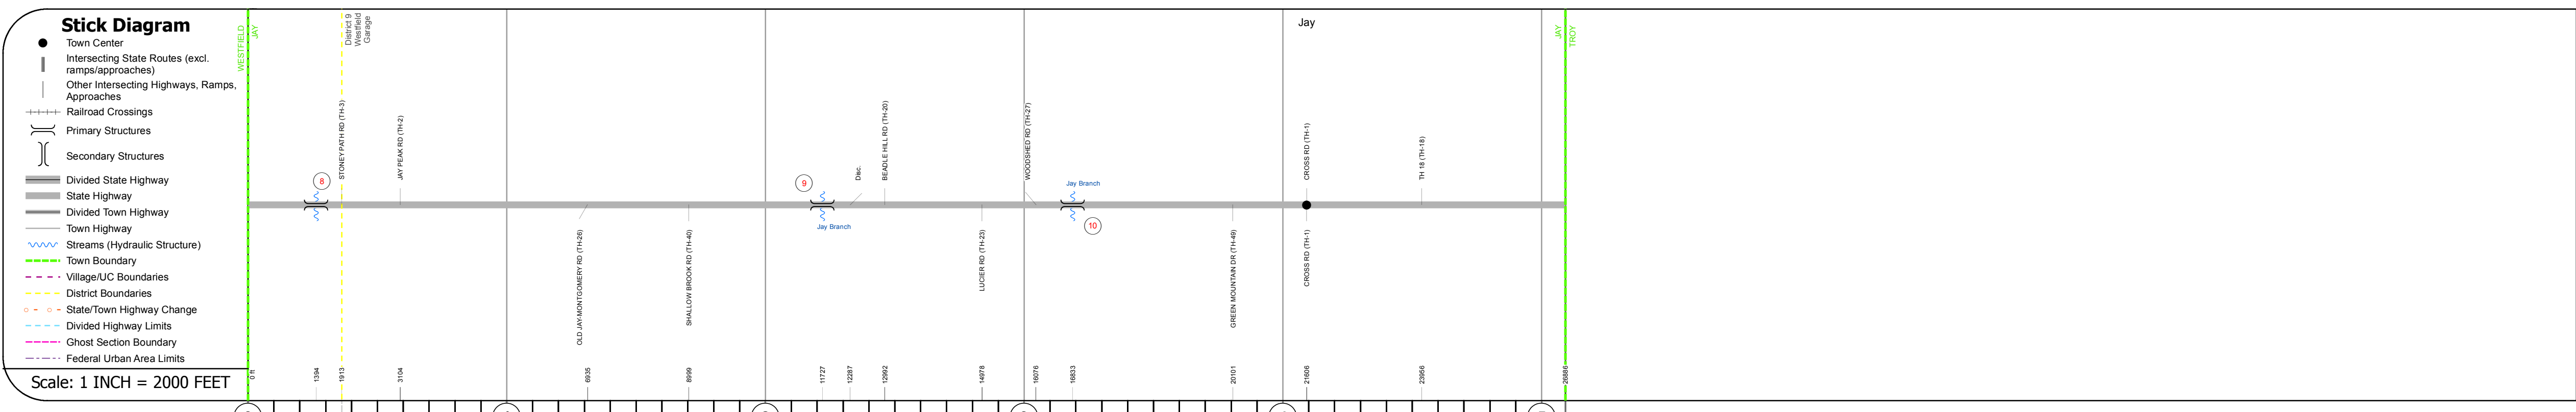 Stick Diagram
Town Center
Intersecting State Routes (excl.
ramps/approaches)
Other Intersecting Highways, Ramps,
Approaches
Railroad Crossings
Primary Structures
Secondary Structures
Divided State Highway
State Highway
Divided Town Highway
Town Highway
Streams (Hydraulic Structure)
Town Boundary
Village/UC Boundaries
District Boundaries
State/Town Highway Change
Divided Highway Limits
Ghost Section Boundary
Federal Urban Area Limits
Scale: 1 INCH = 2000 FEET
WESTFIELD
JAY
District 9
Westfield
Garage
Jay
JAY
TROY
STONEY PATH RD (TH-3)
JAY PEAK RD (TH-2)
Disc.
BEADLE HILL RD (TH-20)
WOODSHED RD (TH-27)
CROSS RD (TH-1)
TH 18 (TH-18)
8
9
Jay Branch
Jay Branch
10
OLD JAY-MONTGOMERY RD (TH-26)
SHALLOW BROOK RD (TH-40)
LUCIER RD (TH-23)
GREEN MOUNTAIN DR (TH-49)
CROSS RD (TH-1)
0 ft
1394
1913
3104
6935
8999
11727
12287
12992
14978
16076
16833
20101
21606
23956
26886